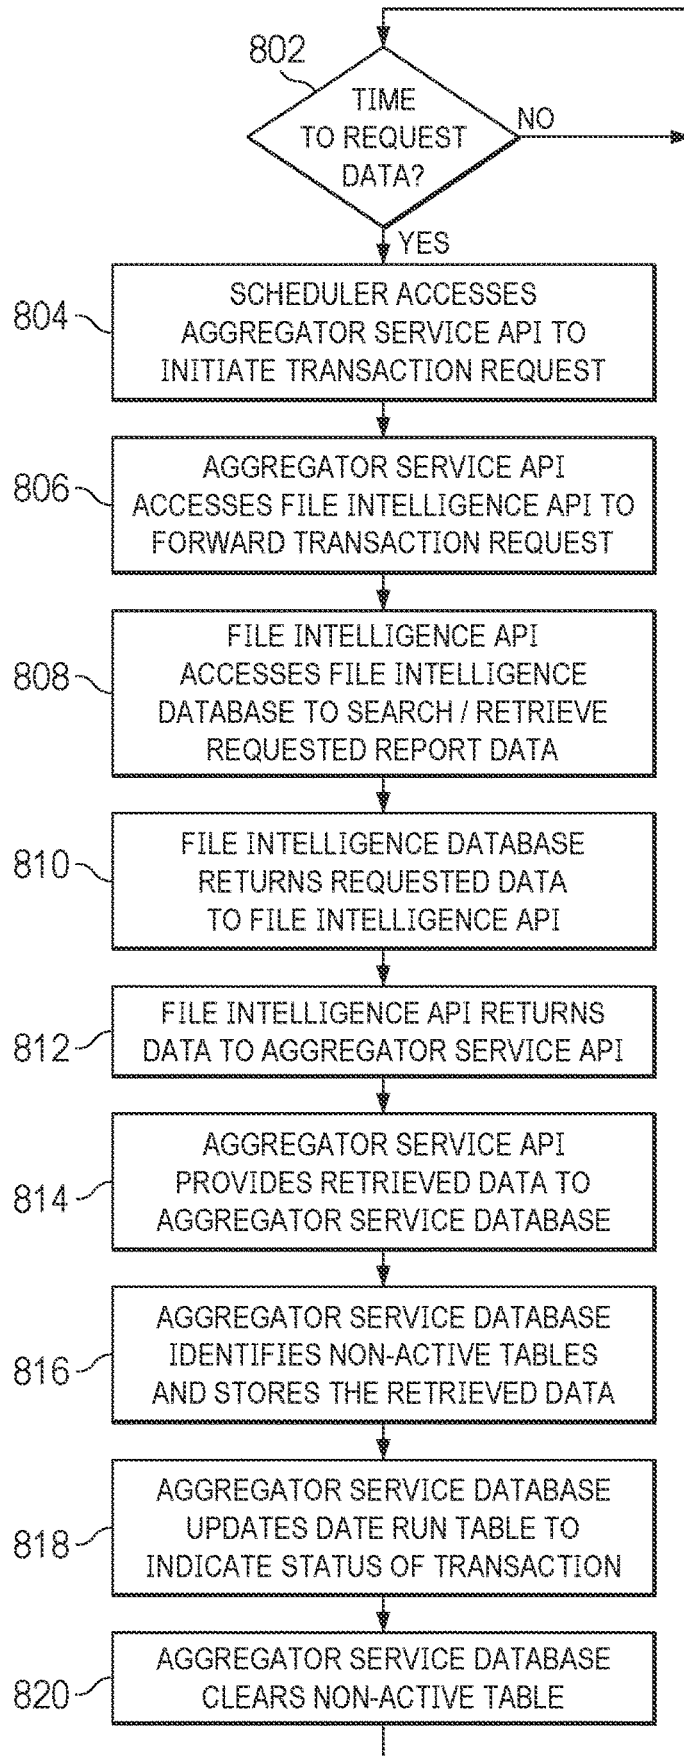 802
TIME
TO REQUEST
DATA?
NO
YES
804
SCHEDULER ACCESSES
AGGREGATOR SERVICE API TO
INITIATE TRANSACTION REQUEST
806
AGGREGATOR SERVICE API
ACCESSES FILE INTELLIGENCE API TO
FORWARD TRANSACTION REQUEST
808
FILE INTELLIGENCE API
ACCESSES FILE INTELLIGENCE
DATABASE TO SEARCH / RETRIEVE
REQUESTED REPORT DATA
810
FILE INTELLIGENCE DATABASE
RETURNS REQUESTED DATA
TO FILE INTELLIGENCE API
812
FILE INTELLIGENCE API RETURNS
DATA TO AGGREGATOR SERVICE API
814
AGGREGATOR SERVICE API
PROVIDES RETRIEVED DATA TO
AGGREGATOR SERVICE DATABASE
816
AGGREGATOR SERVICE DATABASE
IDENTIFIES NON-ACTIVE TABLES
AND STORES THE RETRIEVED DATA
818
AGGREGATOR SERVICE DATABASE
UPDATES DATE RUN TABLE TO
INDICATE STATUS OF TRANSACTION
820
AGGREGATOR SERVICE DATABASE
CLEARS NON-ACTIVE TABLE